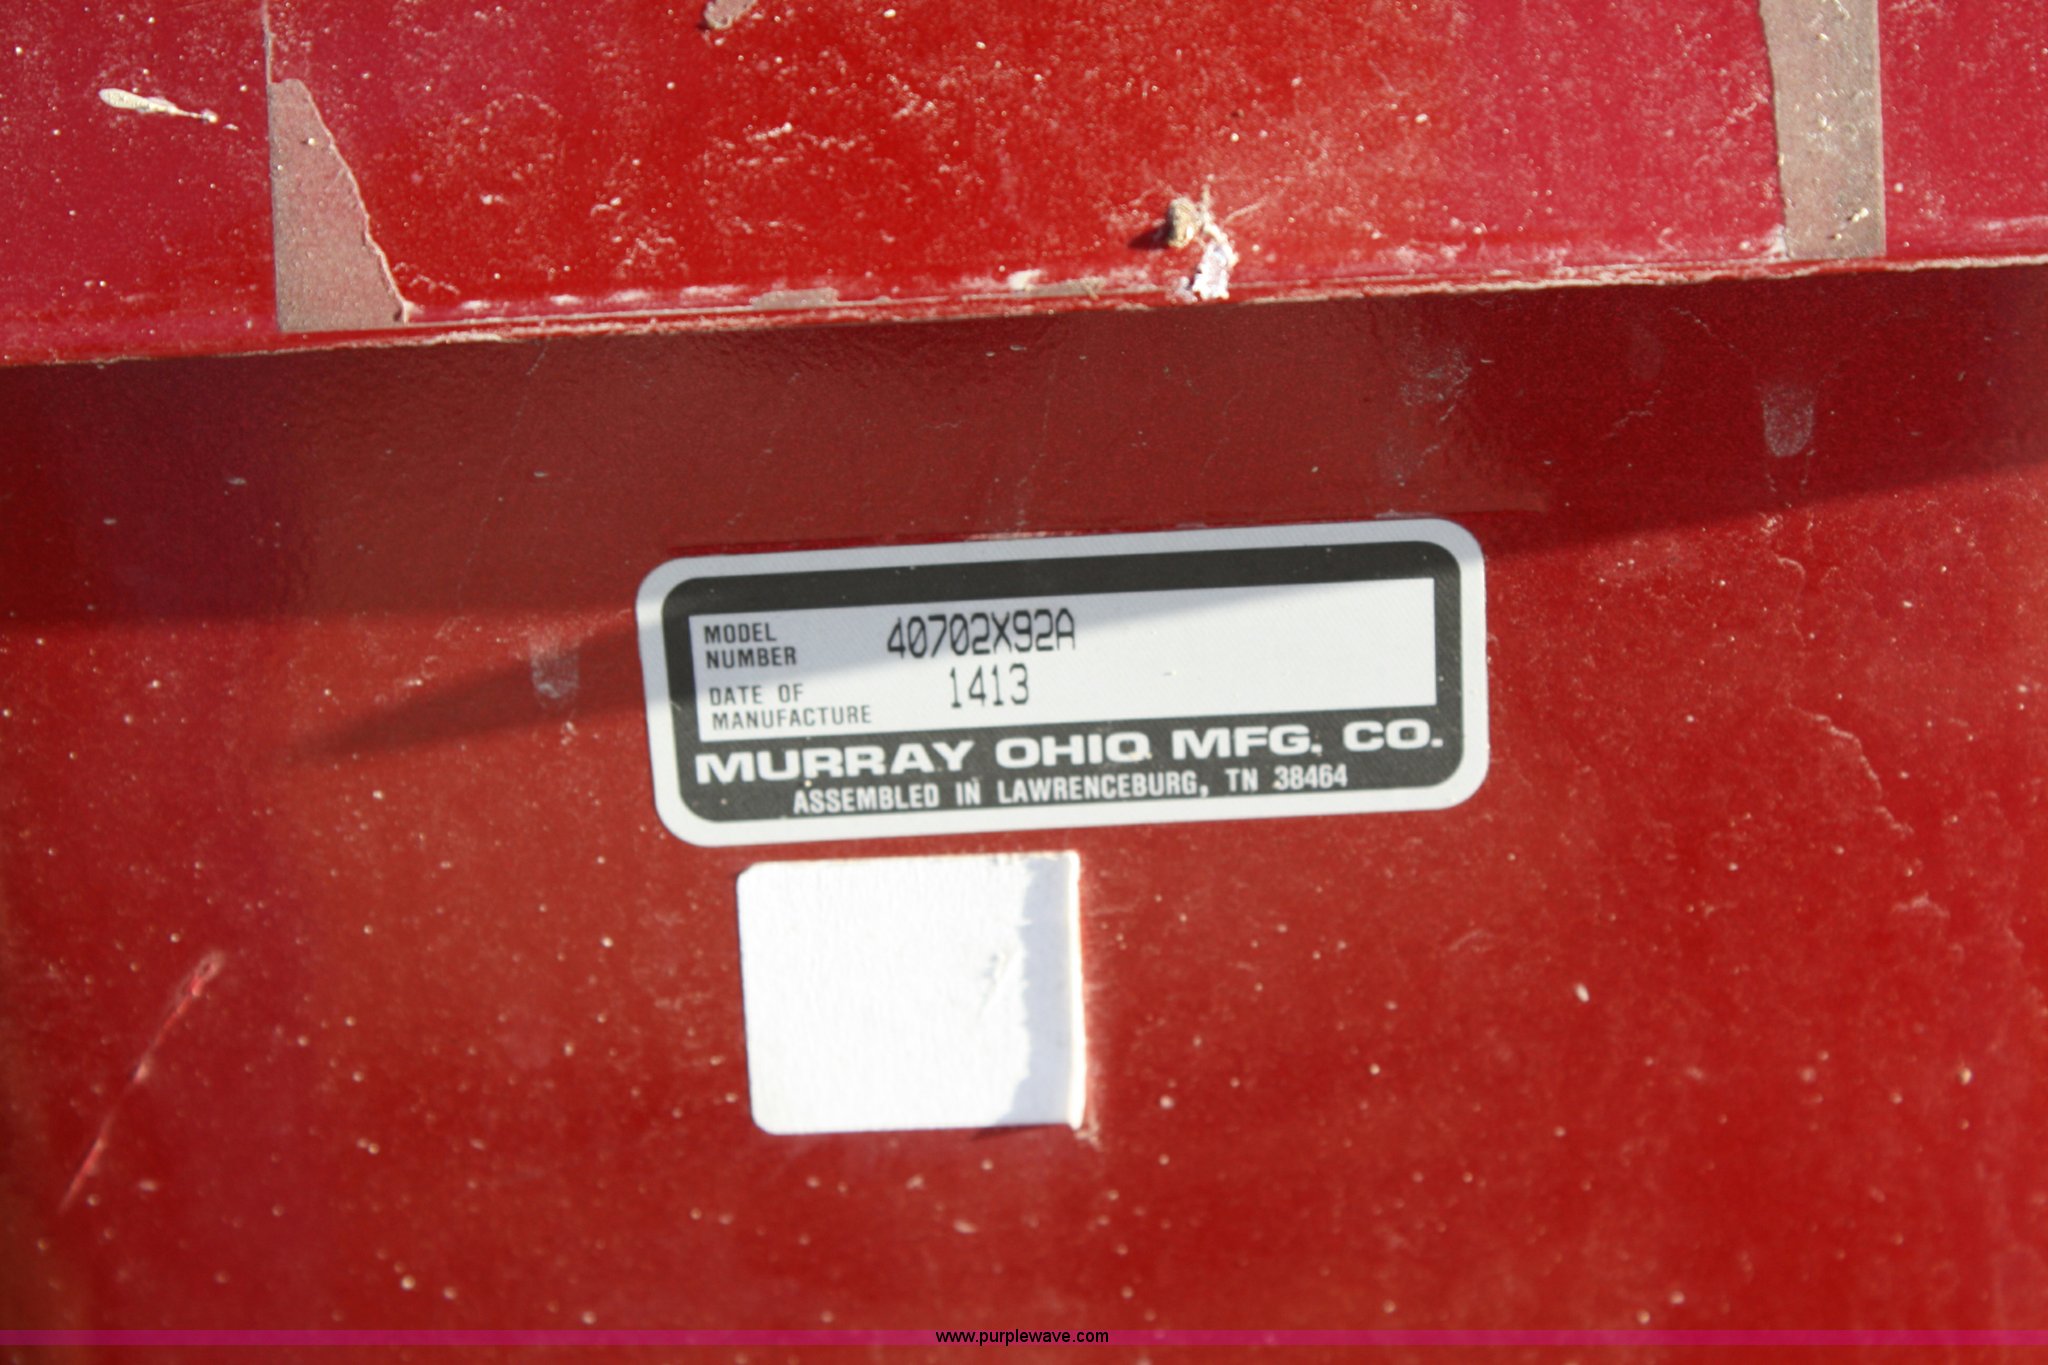 MODEL
NUMBER 40702X92A
DATE OF
MANUFACTURE 1413
MURRAY OHIO MFG. CO.
ASSEMBLED IN LAWRENCEBURG, TN 38464
www.purplewave.com